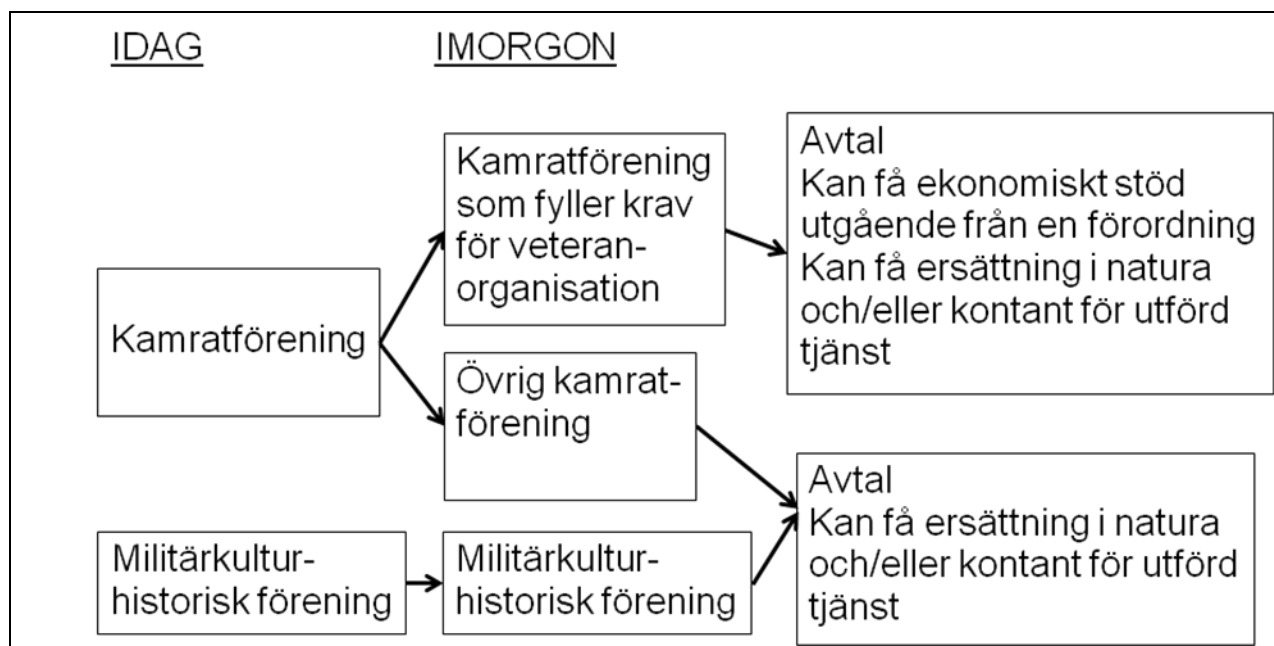 IDAG
IMORGON
Kamratförening
Kamratförening
som fyller krav
för veteran-
organisation
Avtal
Kan få ekonomiskt stöd
utgående från en förordning
Kan få ersättning i natura
och/eller kontant för utförd
tjänst
Övrig kamrat-
förening
Militärkultur-
historisk förening
Militärkultur-
historisk förening
Avtal
Kan få ersättning i natura
och/eller kontant för utförd
tjänst